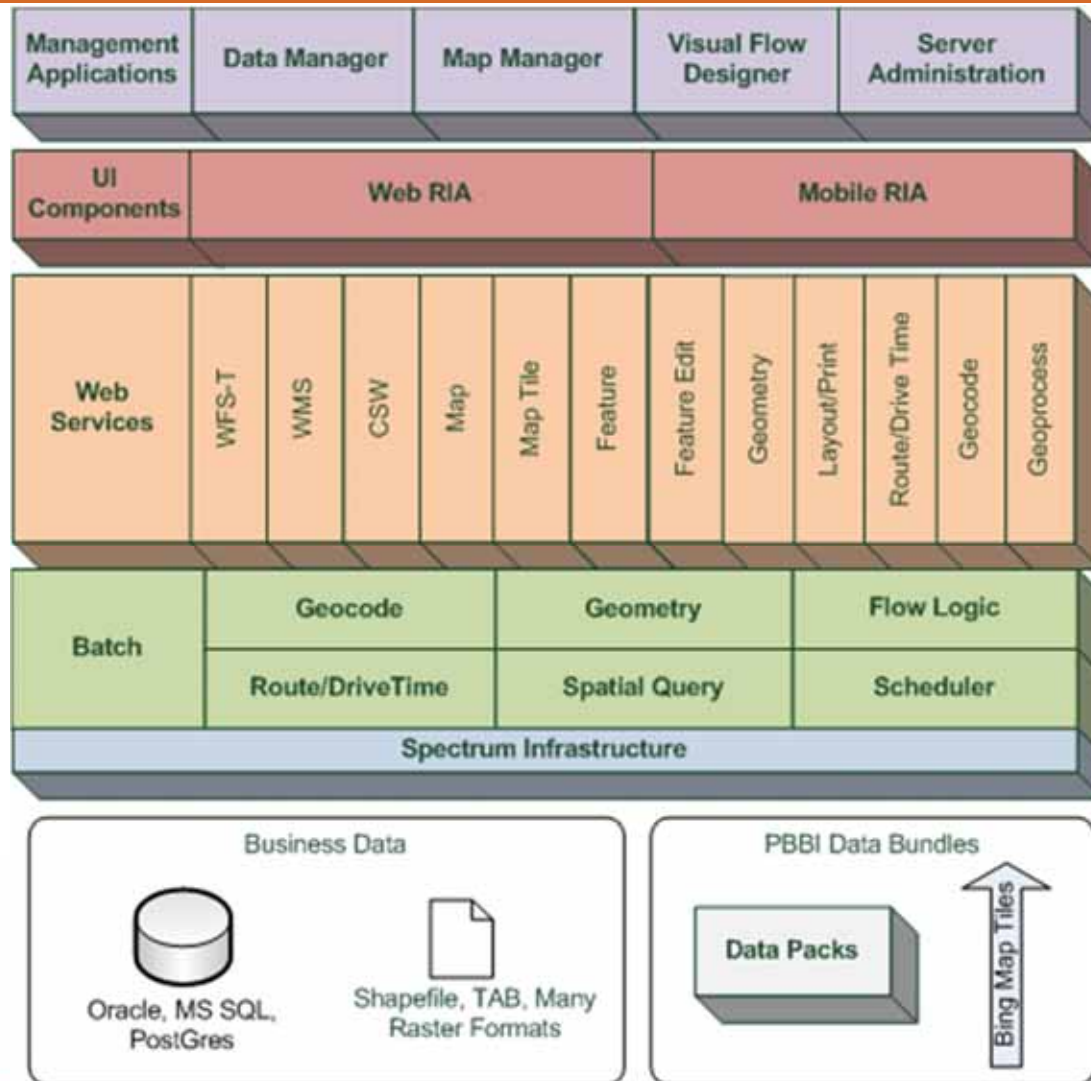 Management
Applications
Data Manager
Map Manager
Visual Flow
Designer
Server
Administration
UI
Components
Web RIA
Mobile RIA
Web
Services
WFS-T
WMS
CSW
Map
Map Tile
Feature
Feature Edit
Geometry
Layout/Print
Route/Drive Time
Geocode
Geoprocess
Batch
Geocode
Geometry
Flow Logic
Route/DriveTime
Spatial Query
Scheduler
Spectrum Infrastructure
Business Data
Oracle, MS SQL,
PostGres
Shapefile, TAB, Many
Raster Formats
PBBI Data Bundles
Data Packs
Bing Map Tiles